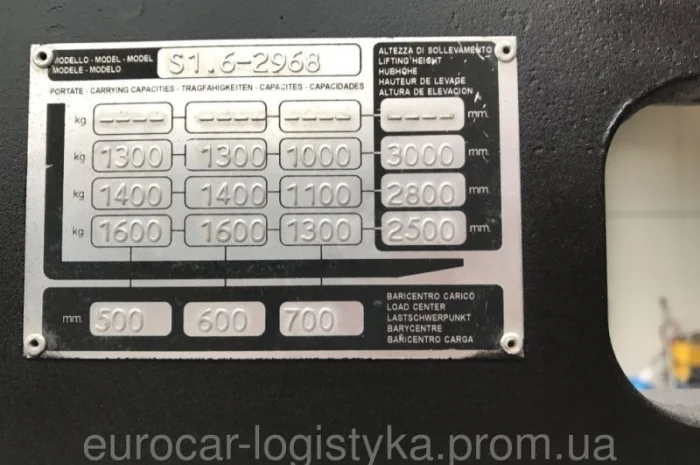 MODELLO - MODEL - MODEL
MODELE - MODELO
S1.6-2968
ALTEZZA DI SOLLEVAMENTO
LIFTING HEIGHT
HUBHOHE
HAUTEUR DE LEVAGE
ALTURA DE ELEVACION
PORTATE - CARRYING CAPACITIES - TRAGFAHIGKEITEN - CAPACITES - CAPACIDADES
kg ---- ---- ---- ---- mm.
kg 1300 1300 1000 3000 mm.
kg 1400 1400 1100 2800 mm.
kg 1600 1600 1300 2500 mm.
mm. 500 600 700
BARICENTRO CARICO
LOAD CENTER
LASTSCHWERPUNKT
BARYCENTRE
BARICENTRO CARGA
eurocar-logistyka.prom.ua